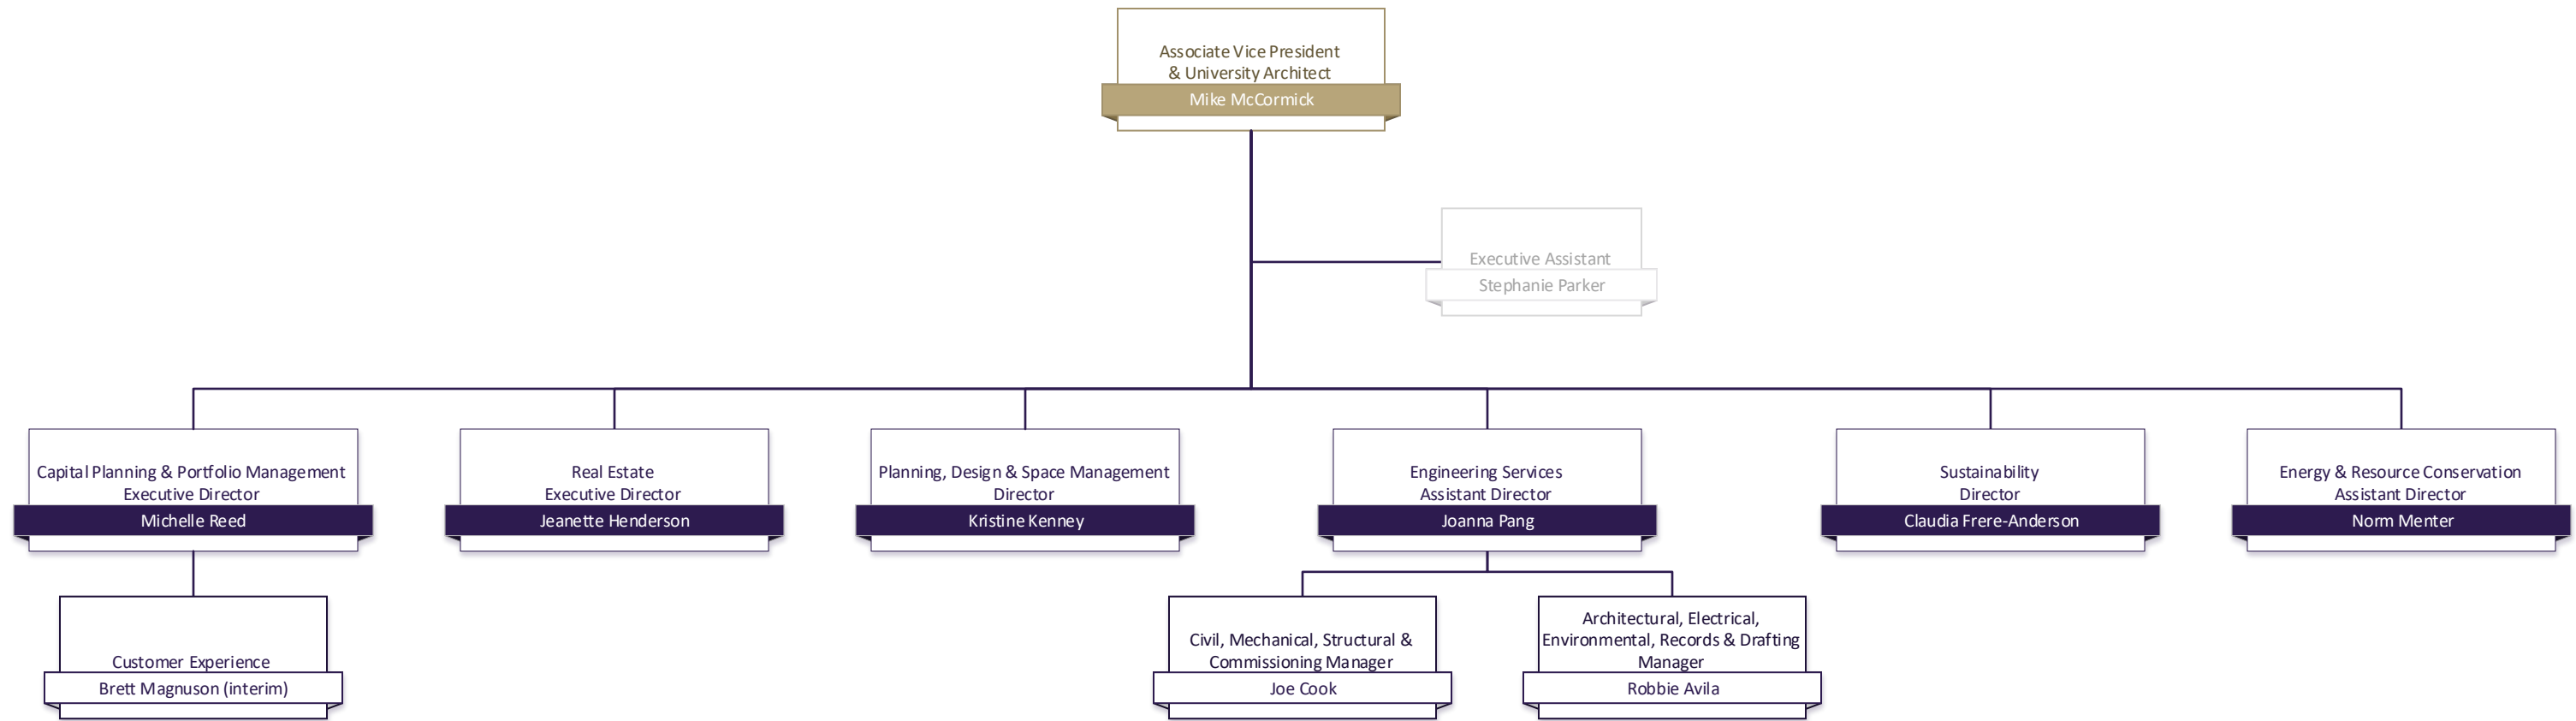 Associate Vice President
& University Architect
Mike McCormick
Executive Assistant
Stephanie Parker
Capital Planning & Portfolio Management
Executive Director
Michelle Reed
Real Estate
Executive Director
Jeanette Henderson
Planning, Design & Space Management
Director
Kristine Kenney
Engineering Services
Assistant Director
Joanna Pang
Sustainability
Director
Claudia Frere-Anderson
Energy & Resource Conservation
Assistant Director
Norm Menter
Customer Experience
Brett Magnuson (interim)
Civil, Mechanical, Structural &
Commissioning Manager
Joe Cook
Architectural, Electrical,
Environmental, Records & Drafting
Manager
Robbie Avila